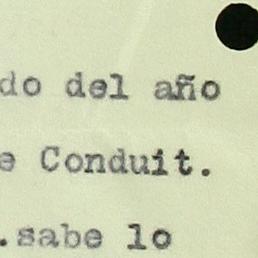 do del año
e Conduit.
.sabe lo